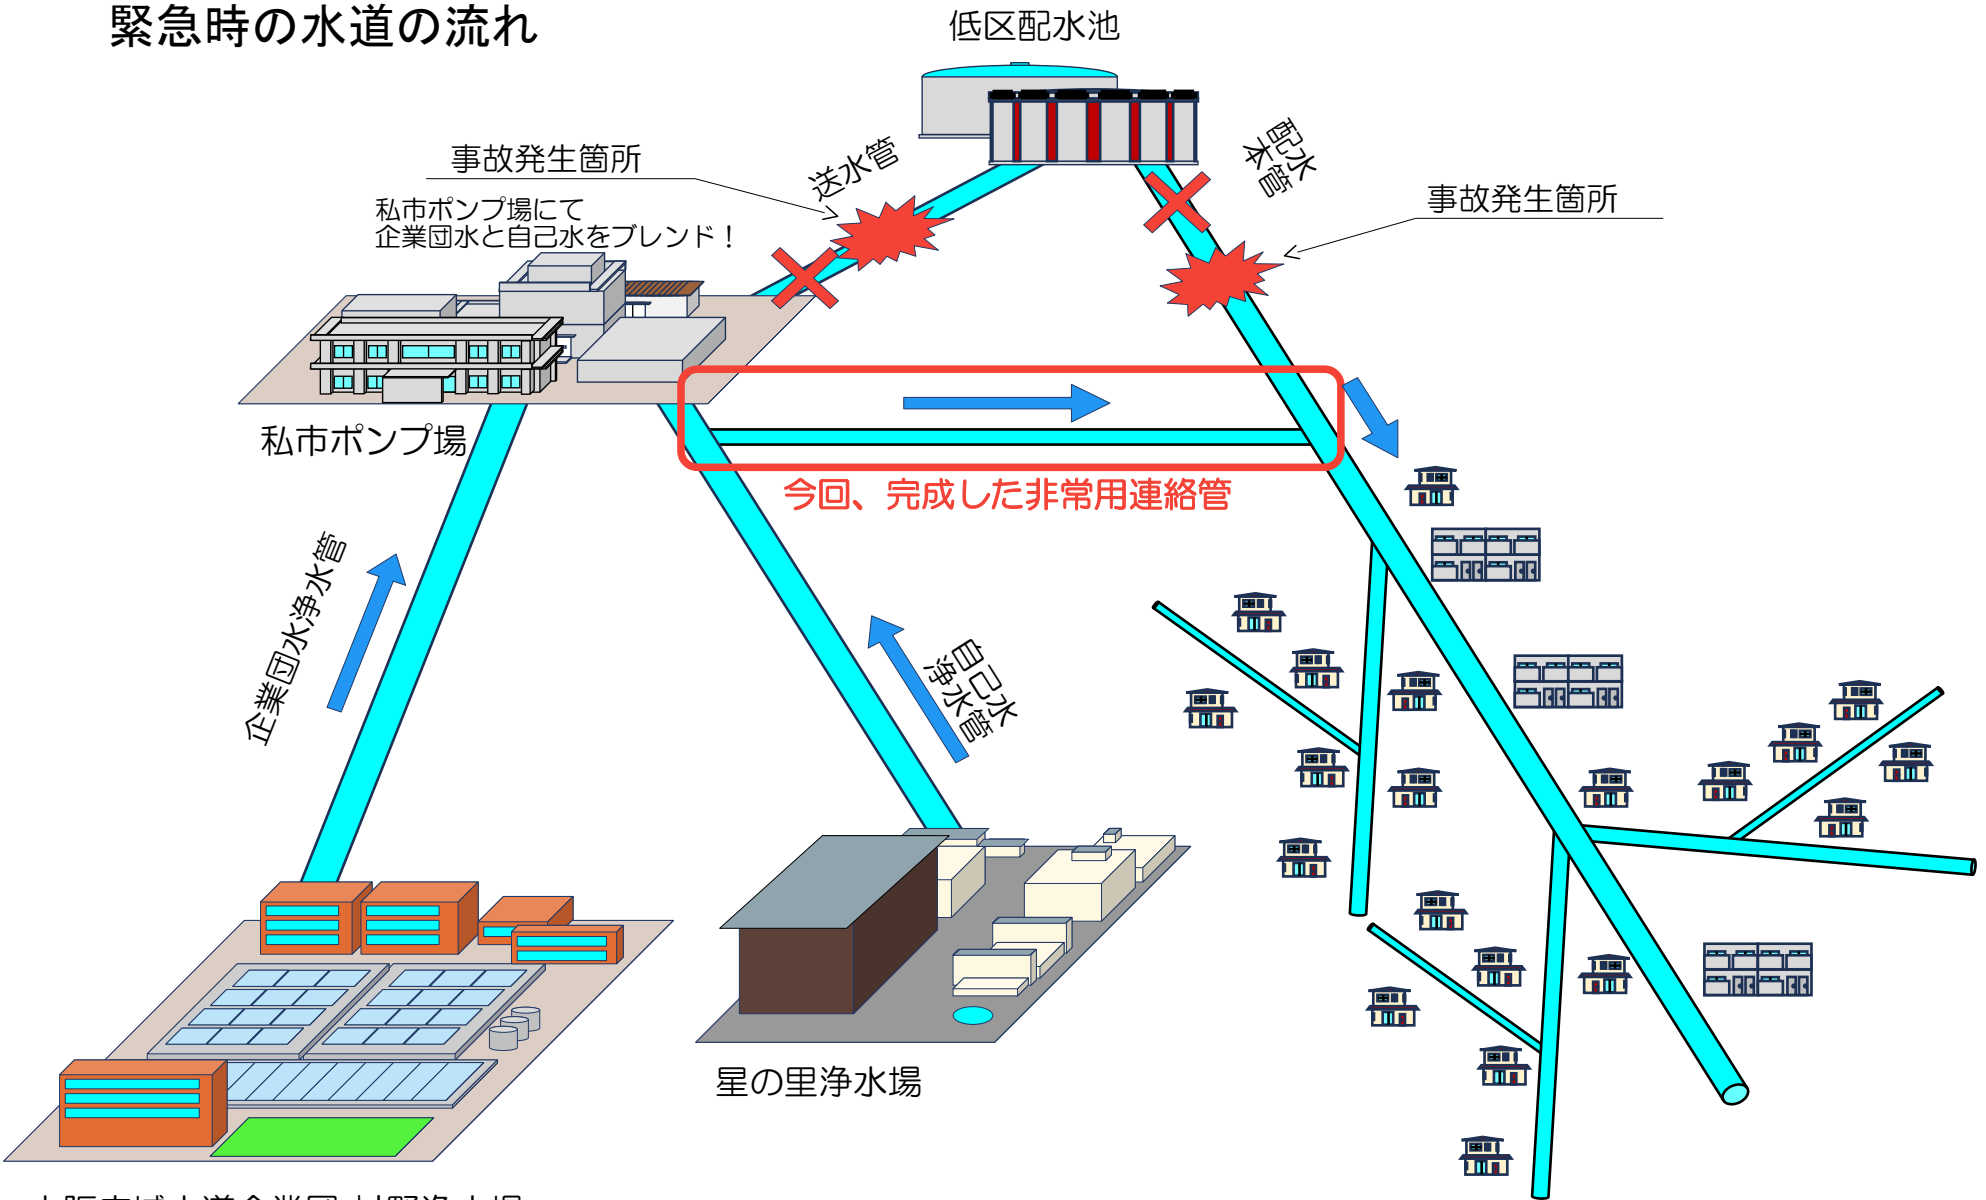 緊急時の水道の流れ
低区配水池
事故発生箇所
送水管
配水
本管
私市ポンプ場にて
企業団水と自己水をブレンド！
事故発生箇所
私市ポンプ場
今回、完成した非常用連絡管
企業団水浄水管
自己水
浄水管
星の里浄水場